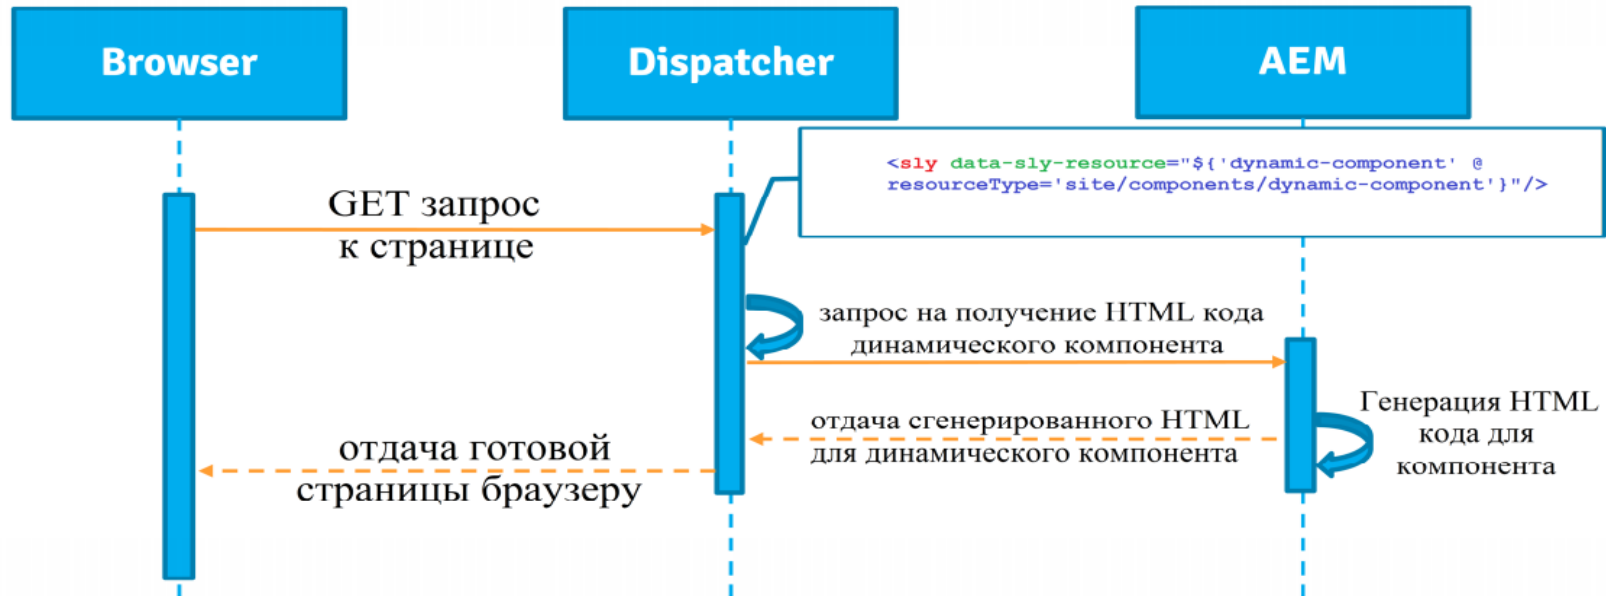 Browser
Dispatcher
AEM
<sly data-sly-resource="${'dynamic-component' @
resourceType='site/components/dynamic-component'}"/>
GET запрос
к странице
запрос на получение HTML кода
динамического компонента
Генерация HTML
кода для
компонента
отдача сгенерированного HTML
для динамического компонента
отдача готовой
страницы браузеру